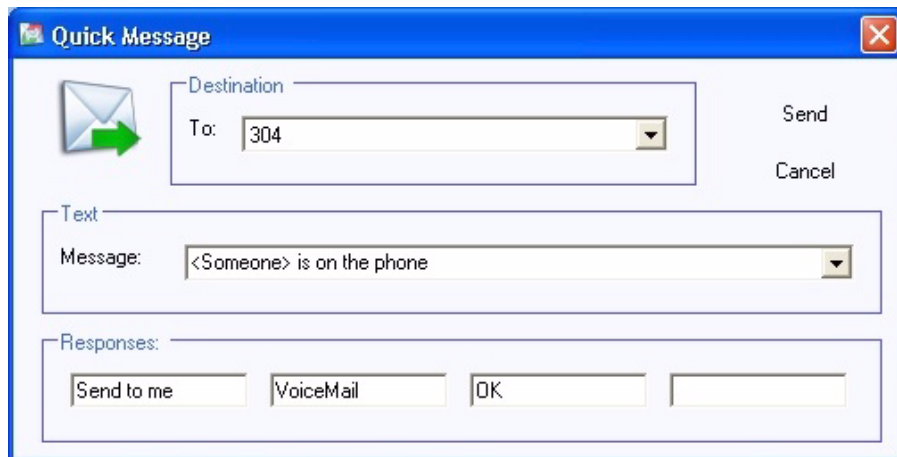 Quick Message
Destination
To: 304
Send
Cancel
Text
Message: <Someone> is on the phone
Responses:
Send to me VoiceMail OK